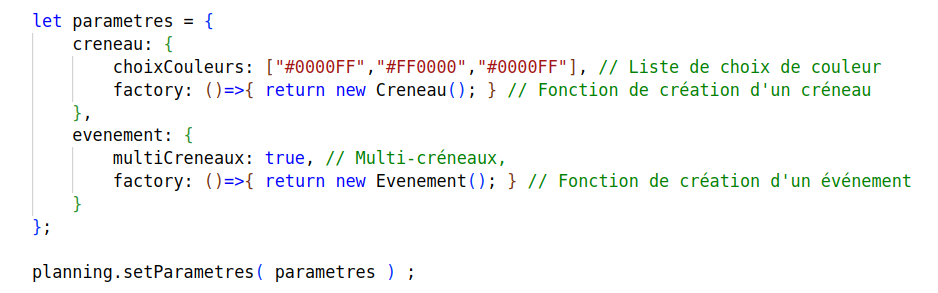 let parametres = {
    creneau: {
        choixCouleurs: ["#0000FF","#FF0000","#0000FF"], // Liste de choix de couleur
        factory: ()=>{ return new Creneau(); } // Fonction de création d'un créneau
    },
    evenement: {
        multiCreneaux: true, // Multi-créneaux,
        factory: ()=>{ return new Evenement(); } // Fonction de création d'un événement
    }
};

planning.setParametres( parametres ) ;